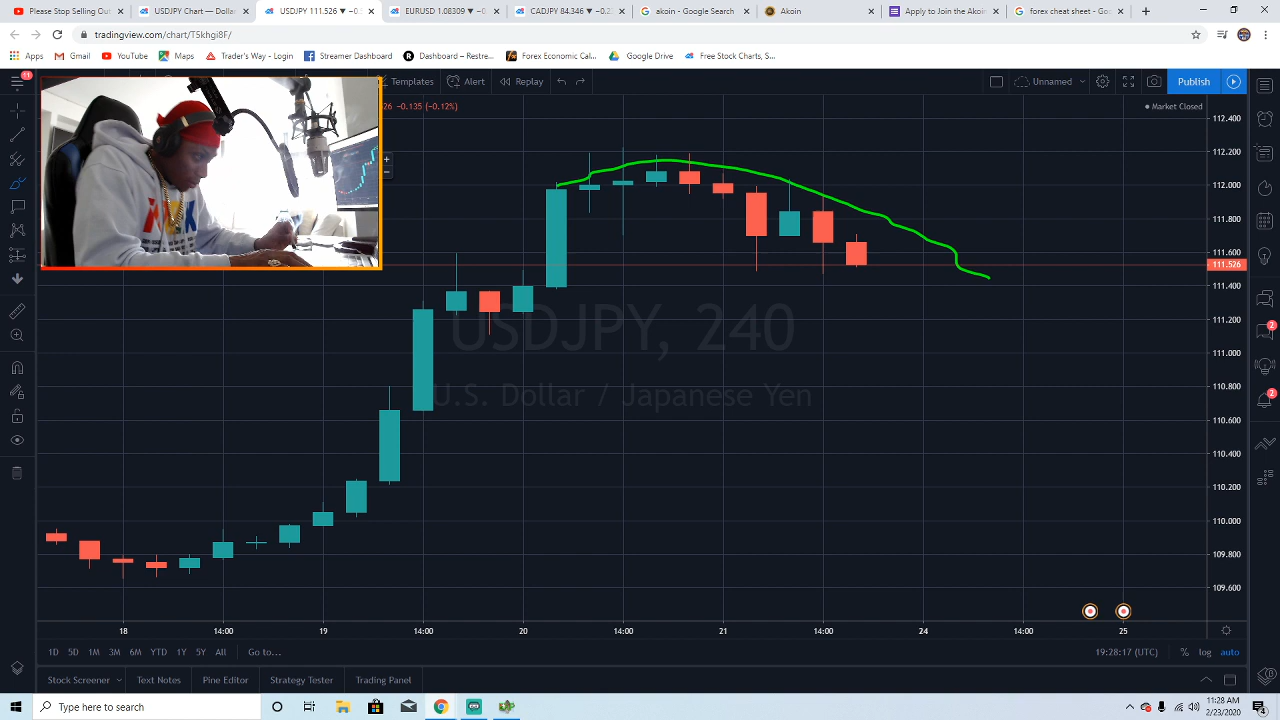 Please Stop Selling Out
USDJPY Chart — Dollar
USDJPY 111.526 ▼ −0.
EURUSD 1.08309 ▼ −0.
CADJPY 84.346 ▼ −0.2
akoin - Google Search
Akoin
Apply to Join the Akoin
forex cheat sheet - Goo
tradingview.com/chart/T5khgi8F/
Apps
Gmail
YouTube
Maps
Trader's Way - Login
Streamer Dashboard
Dashboard – Restre...
Forex Economic Cal...
Google Drive
Free Stock Charts, S...
11
Templates
Alert
Replay
Unnamed
Publish
26 −0.135 (−0.12%)
Market Closed
112.400
112.200
112.000
111.800
111.600
111.526
111.400
111.200
111.000
110.800
110.600
110.400
110.200
110.000
109.800
109.600
USDJPY, 240
U.S. Dollar / Japanese Yen
2
2
18
14:00
19
14:00
20
14:00
21
14:00
24
14:00
25
1D
5D
1M
3M
6M
YTD
1Y
5Y
All
Go to...
19:28:17 (UTC)
%
log
auto
Stock Screener
Text Notes
Pine Editor
Strategy Tester
Trading Panel
Type here to search
11:28 AM
2/23/2020
4